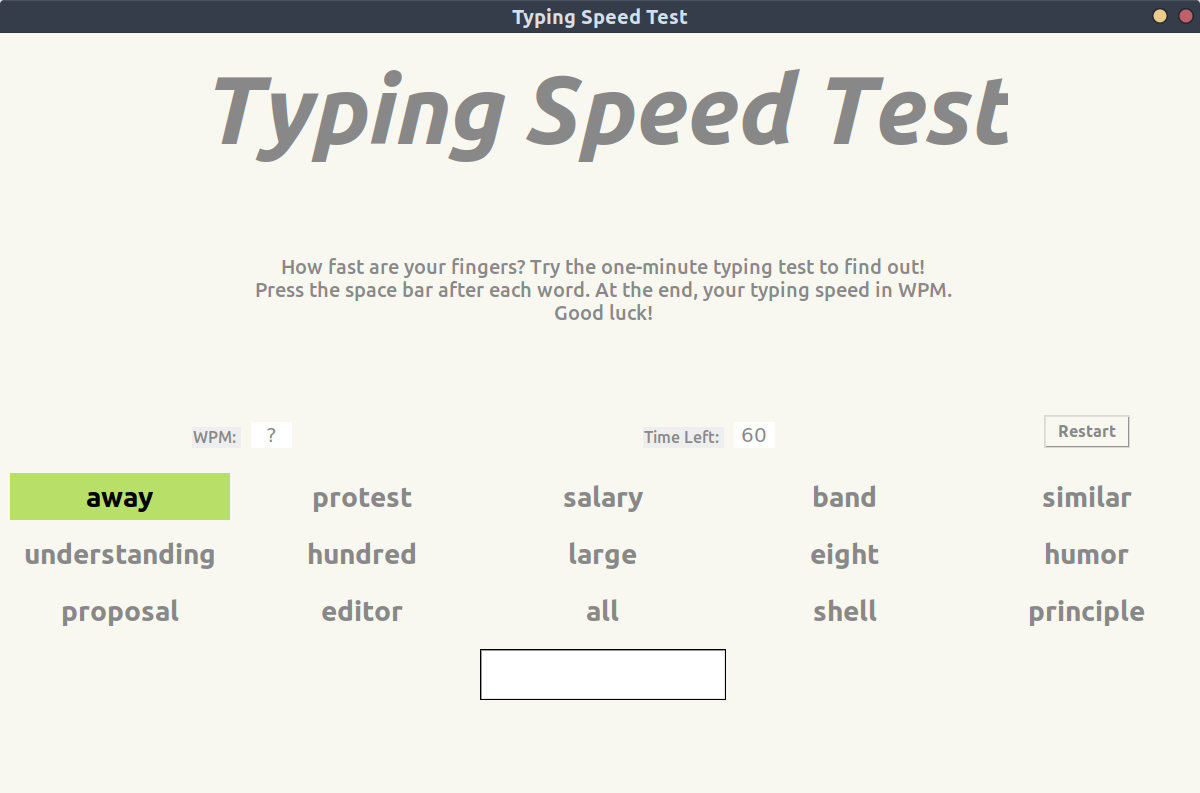 Typing Speed Test
Typing Speed Test
How fast are your fingers? Try the one-minute typing test to find out!
Press the space bar after each word. At the end, your typing speed in WPM.
Good luck!
WPM: ? Time Left: 60 Restart
away protest salary band similar
understanding hundred large eight humor
proposal editor all shell principle